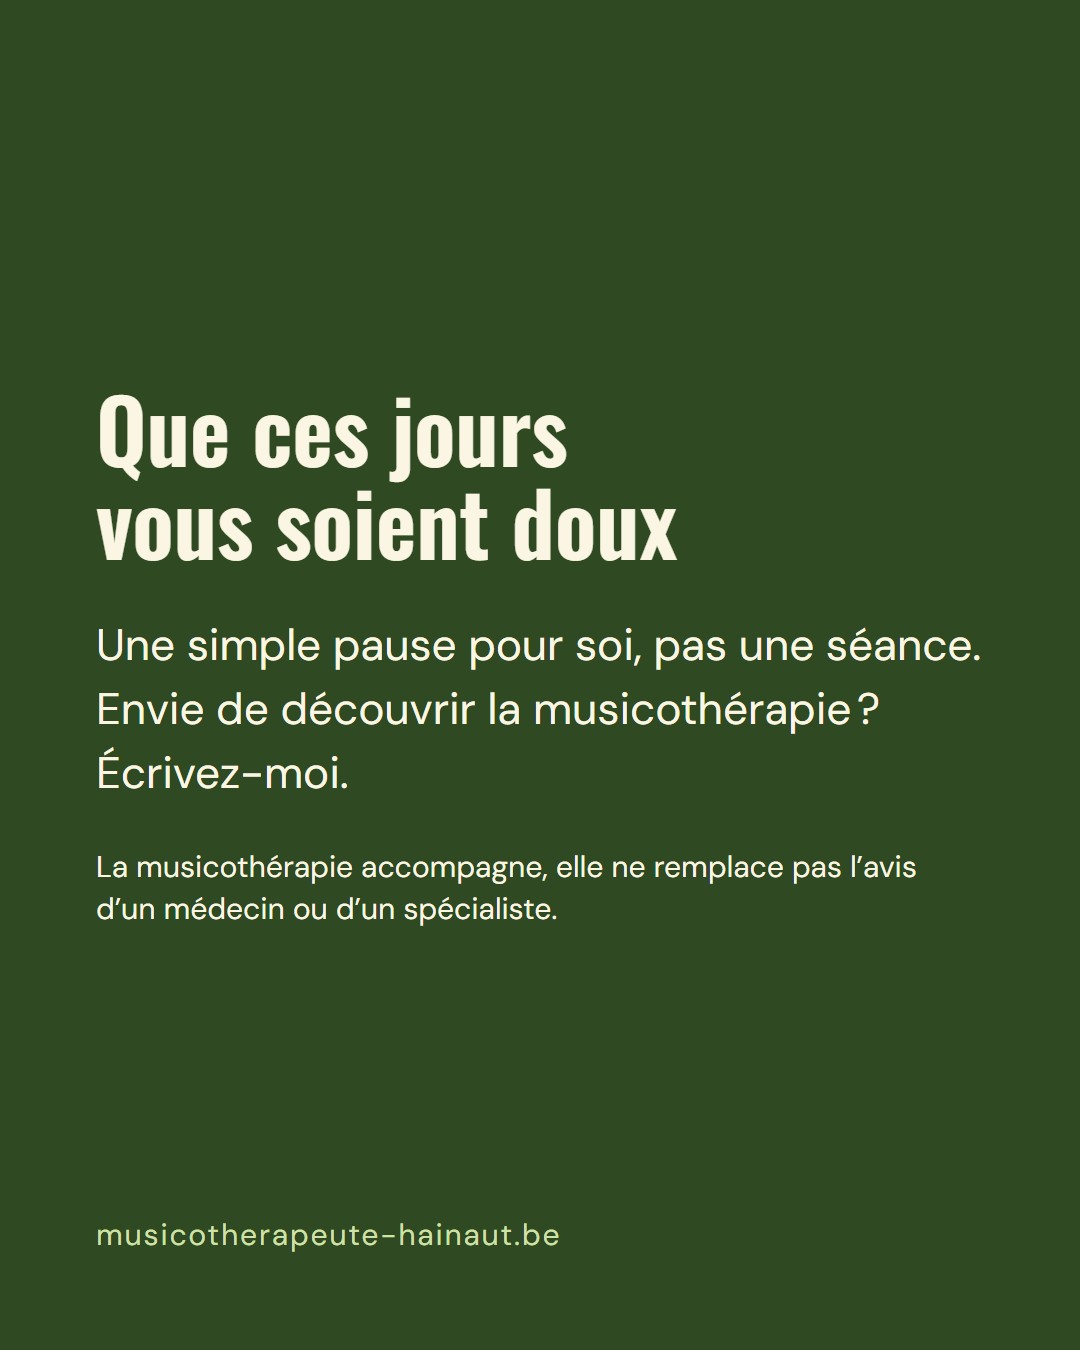 Que ces jours
vous soient doux
Une simple pause pour soi, pas une séance.
Envie de découvrir la musicothérapie ?
Écrivez-moi.
La musicothérapie accompagne, elle ne remplace pas l’avis
d’un médecin ou d’un spécialiste.
musicotherapeute-hainaut.be